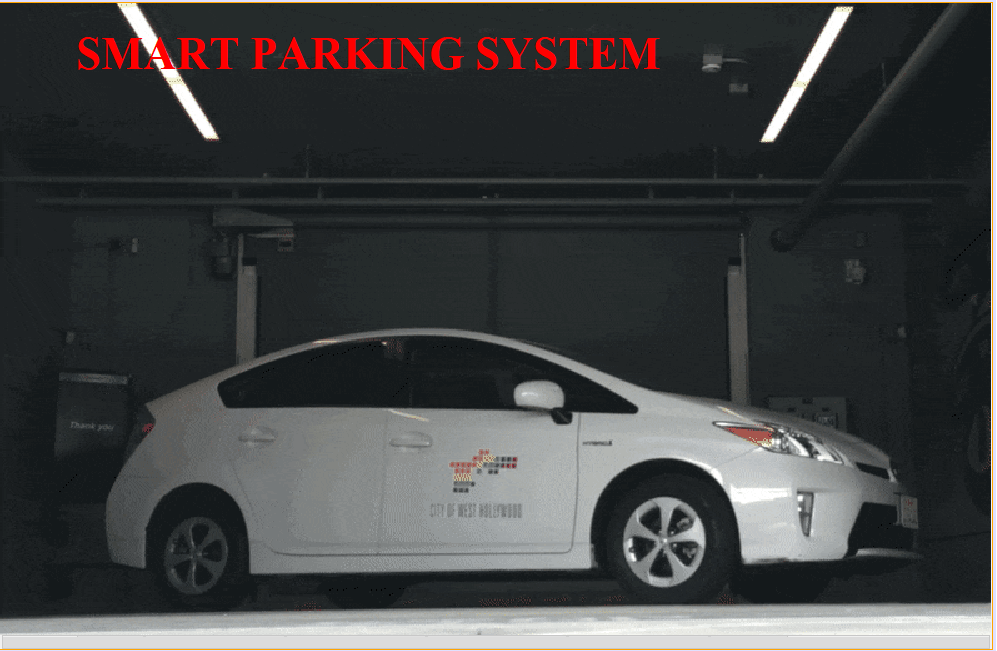 SMART PARKING SYSTEM
Thank you
CITY OF WEST HOLLYWOOD